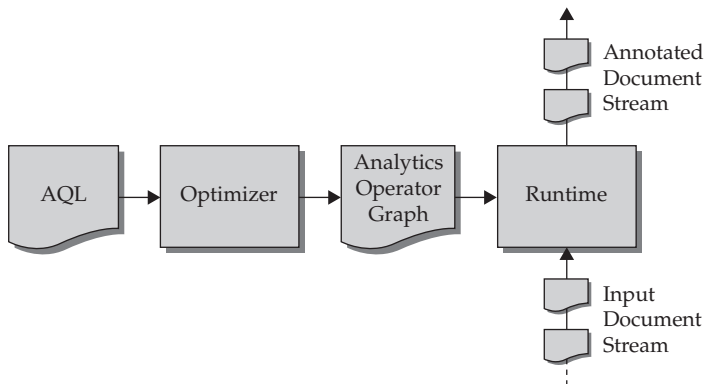 Annotated
Document
Stream
AQL
Optimizer
Analytics
Operator
Graph
Runtime
Input
Document
Stream